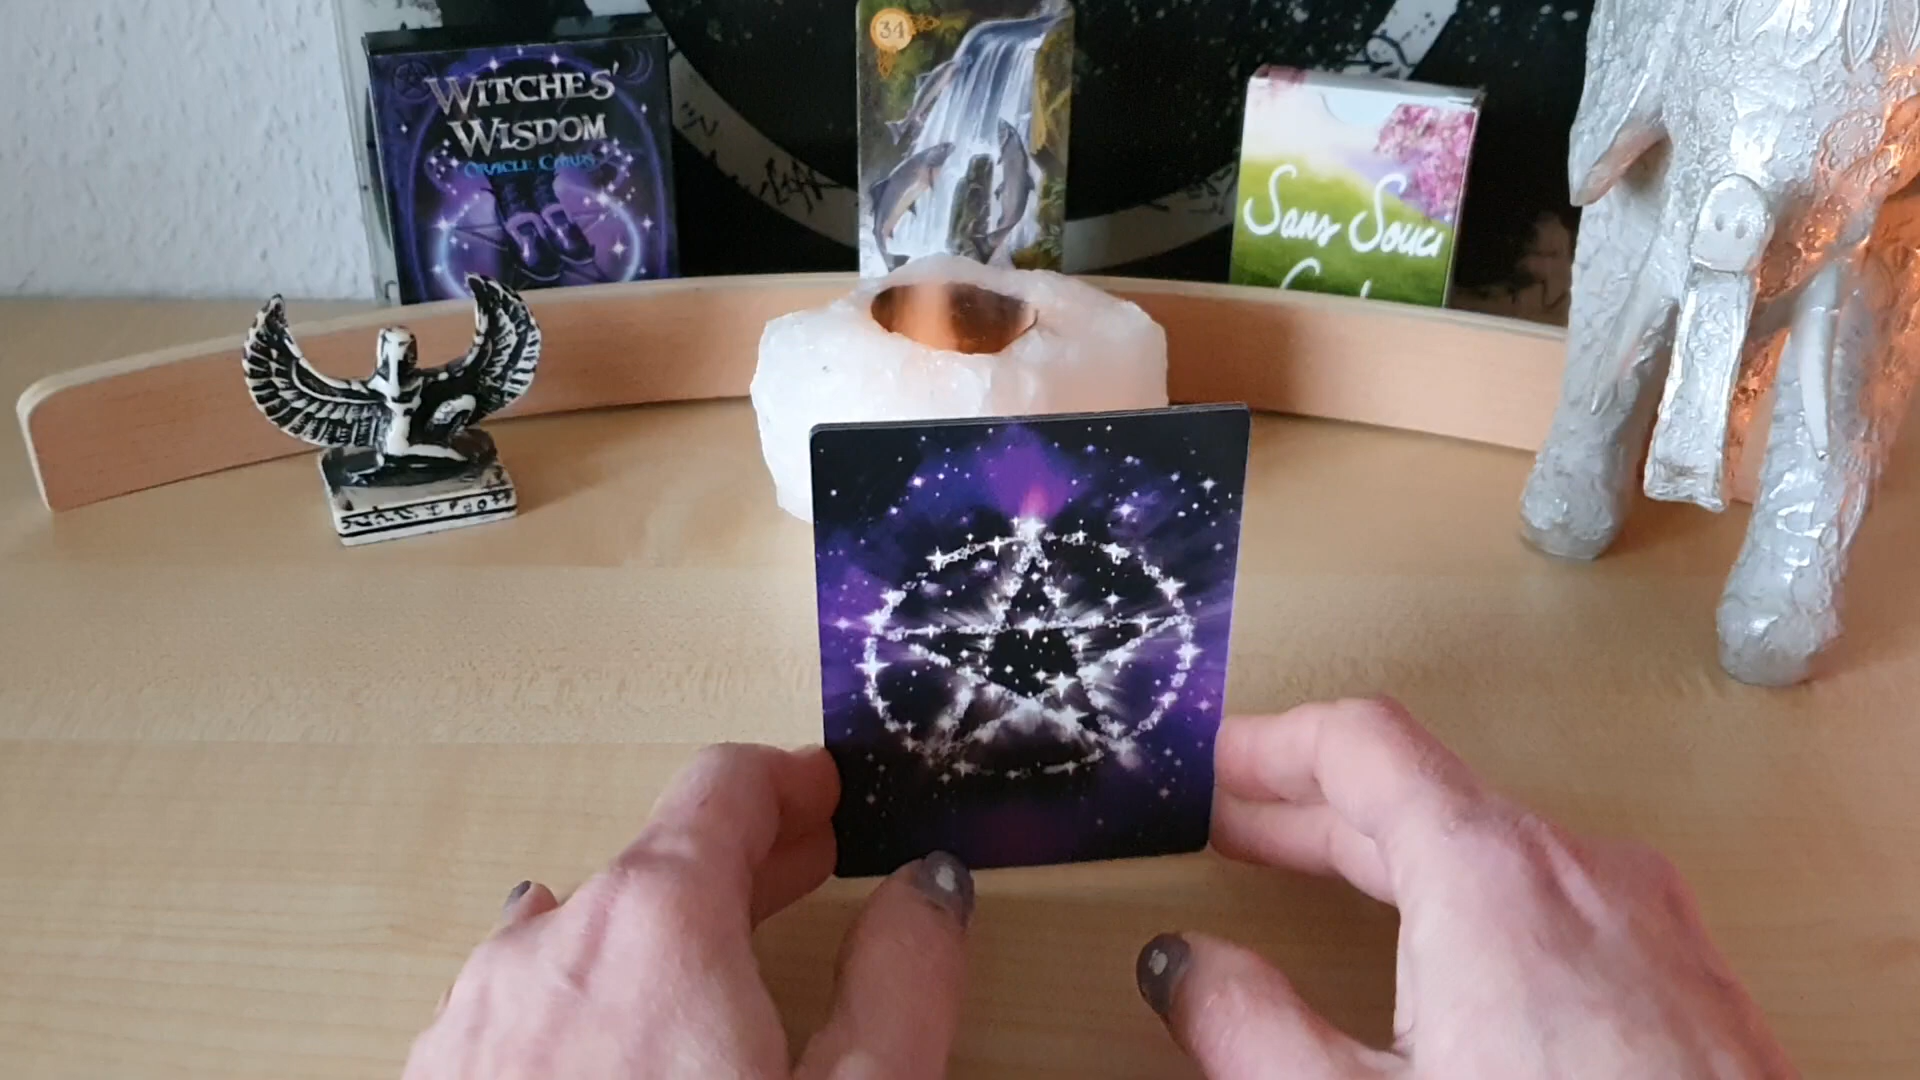 WITCHES'
WISDOM
ORACLE CARDS
34
Sans Souci